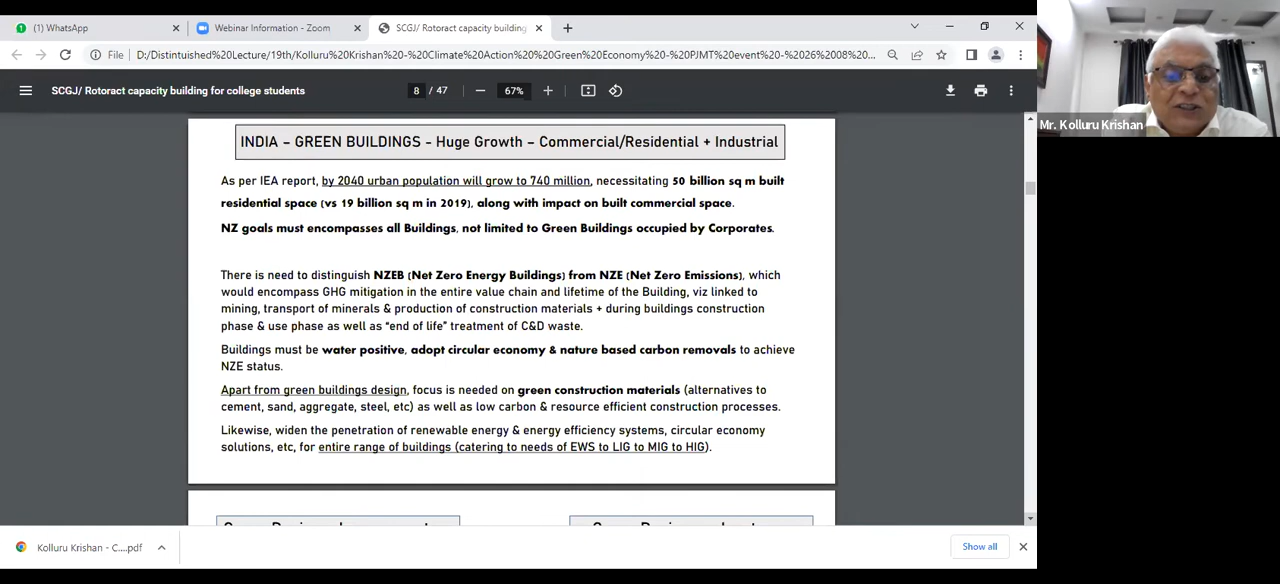 (1) WhatsApp
Webinar Information - Zoom
SCGJ/ Rotoract capacity building
File
D:/Distintuished%20Lecture/19th/Kolluru%20Krishan%20-%20Climate%20Action%20%20Green%20Economy%20-%20PJMT%20event%20-%2026%2008%20...
SCGJ/ Rotoract capacity building for college students
8 / 47
67%
Mr. Kolluru Krishan
INDIA – GREEN BUILDINGS - Huge Growth – Commercial/Residential + Industrial
As per IEA report, by 2040 urban population will grow to 740 million, necessitating 50 billion sq m built
residential space (vs 19 billion sq m in 2019), along with impact on built commercial space.
NZ goals must encompasses all Buildings, not limited to Green Buildings occupied by Corporates.
There is need to distinguish NZEB (Net Zero Energy Buildings) from NZE (Net Zero Emissions), which
would encompass GHG mitigation in the entire value chain and lifetime of the Building, viz linked to
mining, transport of minerals & production of construction materials + during buildings construction
phase & use phase as well as “end of life” treatment of C&D waste.
Buildings must be water positive, adopt circular economy & nature based carbon removals to achieve
NZE status.
Apart from green buildings design, focus is needed on green construction materials (alternatives to
cement, sand, aggregate, steel, etc) as well as low carbon & resource efficient construction processes.
Likewise, widen the penetration of renewable energy & energy efficiency systems, circular economy
solutions, etc, for entire range of buildings (catering to needs of EWS to LIG to MIG to HIG).
Kolluru Krishan - C....pdf
Show all